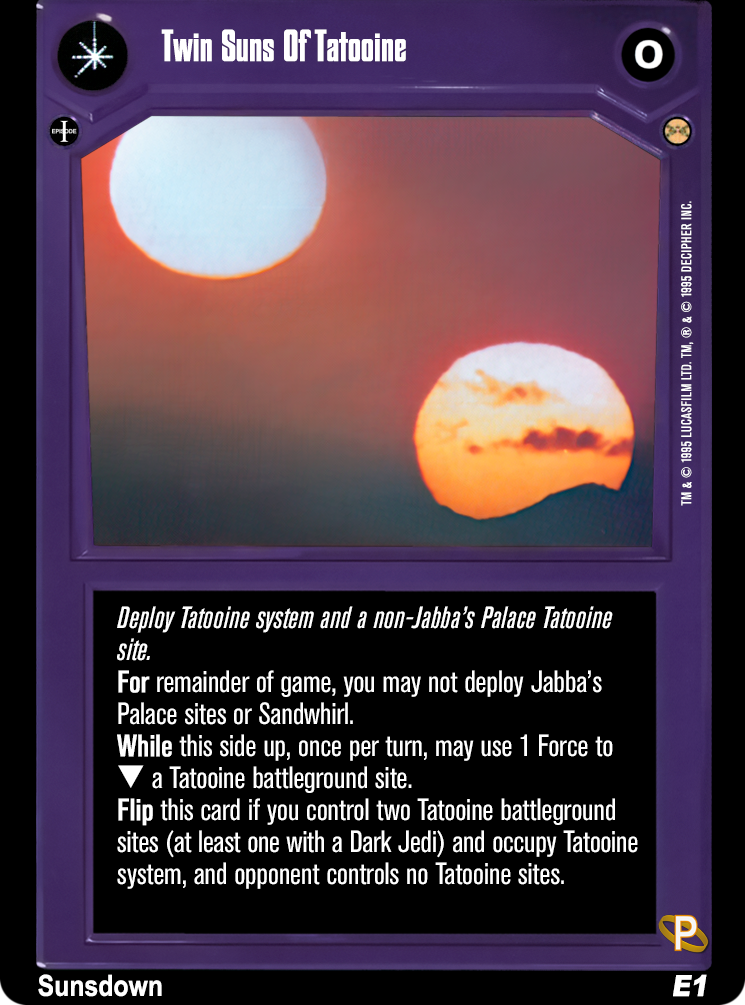 Twin Suns Of Tatooine
O
EPISODE
I
TM & © 1995 LUCASFILM LTD. TM, ® & © 1995 DECIPHER INC.
Deploy Tatooine system and a non-Jabba's Palace Tatooine
site.
For remainder of game, you may not deploy Jabba's
Palace sites or Sandwhirl.
While this side up, once per turn, may use 1 Force to
▼ a Tatooine battleground site.
Flip this card if you control two Tatooine battleground
sites (at least one with a Dark Jedi) and occupy Tatooine
system, and opponent controls no Tatooine sites.
P
Sunsdown
E1